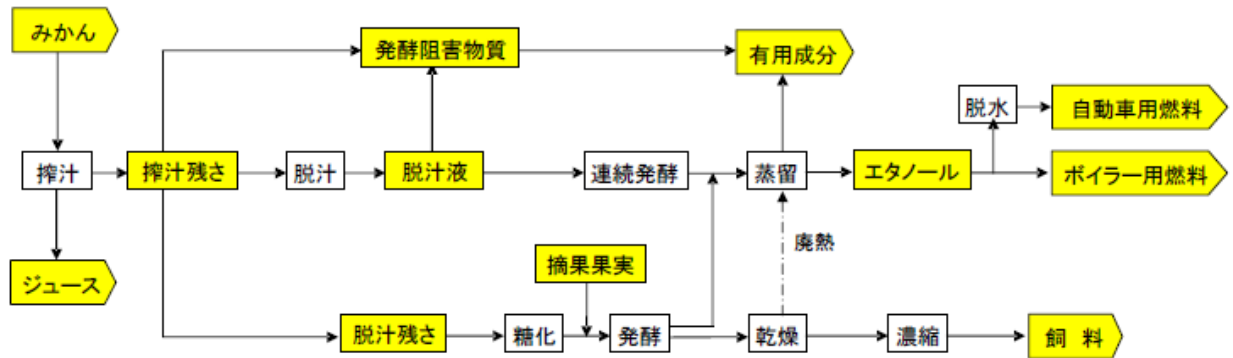 みかん
発酵阻害物質
有用成分
脱水
自動車用燃料
搾汁
搾汁残さ
脱汁
脱汁液
連続発酵
蒸留
エタノール
ボイラー用燃料
廃熱
摘果果実
ジュース
脱汁残さ
糖化
発酵
乾燥
濃縮
飼 料